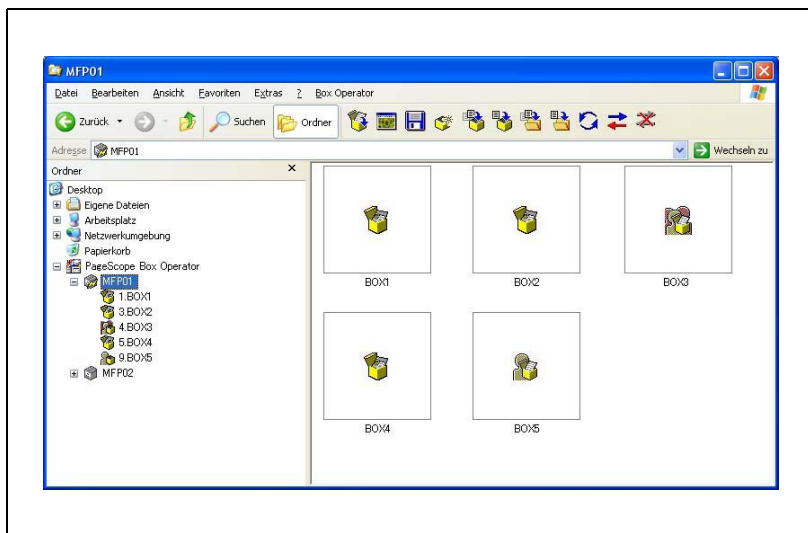 MFP01
Datei Bearbeiten Ansicht Favoriten Extras ? Box Operator
Zurück Suchen Ordner
Adresse MFP01 Wechseln zu
Ordner
Desktop
Eigene Dateien
Arbeitsplatz
Netzwerkumgebung
Papierkorb
PageScope Box Operator
MFP01
1.BOX1
3.BOX2
4.BOX3
5.BOX4
9.BOX5
MFP02
BOX1 BOX2 BOX3
BOX4 BOX5